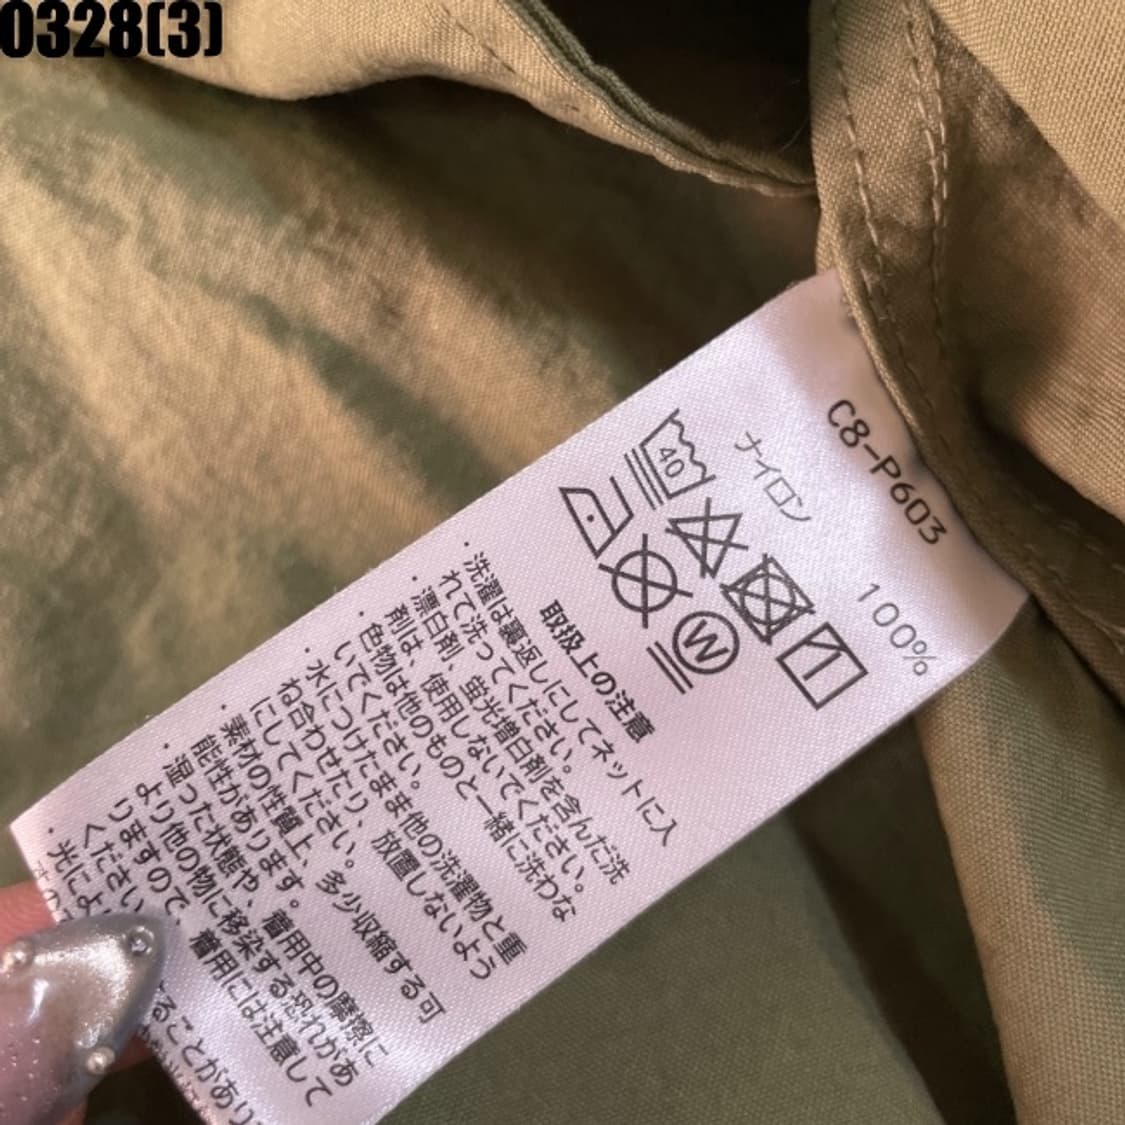 0328(3)
C8-P603
ナイロン 100%
40
W
取扱上の注意
・洗濯は裏返しにしてネットに入
れて洗ってください。
・漂白剤、蛍光増白剤を含んだ洗
剤は、使用しないでください。
・色物は他のものと一緒に洗わな
いでください。
・水につけたまま他の洗濯物と重
ね合わせたり、放置しないよう
にしてください。
・素材の性質上、多少収縮する可
能性があります。
・湿った状態や、着用中の摩擦に
より他の物に移染する恐れがあ
りますので、着用には注意して
ください
・光によ ることがあり